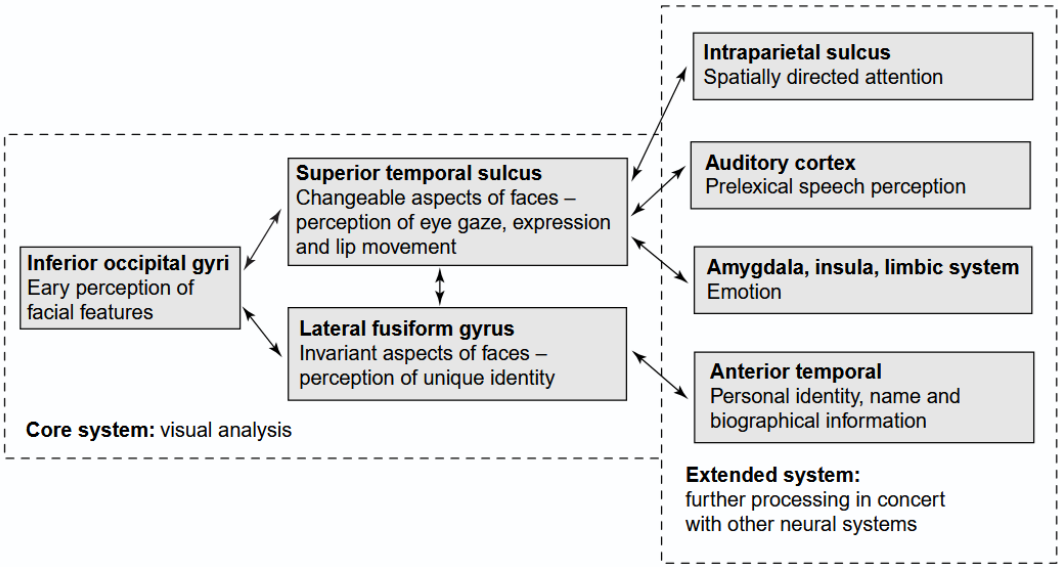 Inferior occipital gyri
Eary perception of
facial features
Superior temporal sulcus
Changeable aspects of faces –
perception of eye gaze, expression
and lip movement
Lateral fusiform gyrus
Invariant aspects of faces –
perception of unique identity
Core system: visual analysis
Intraparietal sulcus
Spatially directed attention
Auditory cortex
Prelexical speech perception
Amygdala, insula, limbic system
Emotion
Anterior temporal
Personal identity, name and
biographical information
Extended system:
further processing in concert
with other neural systems